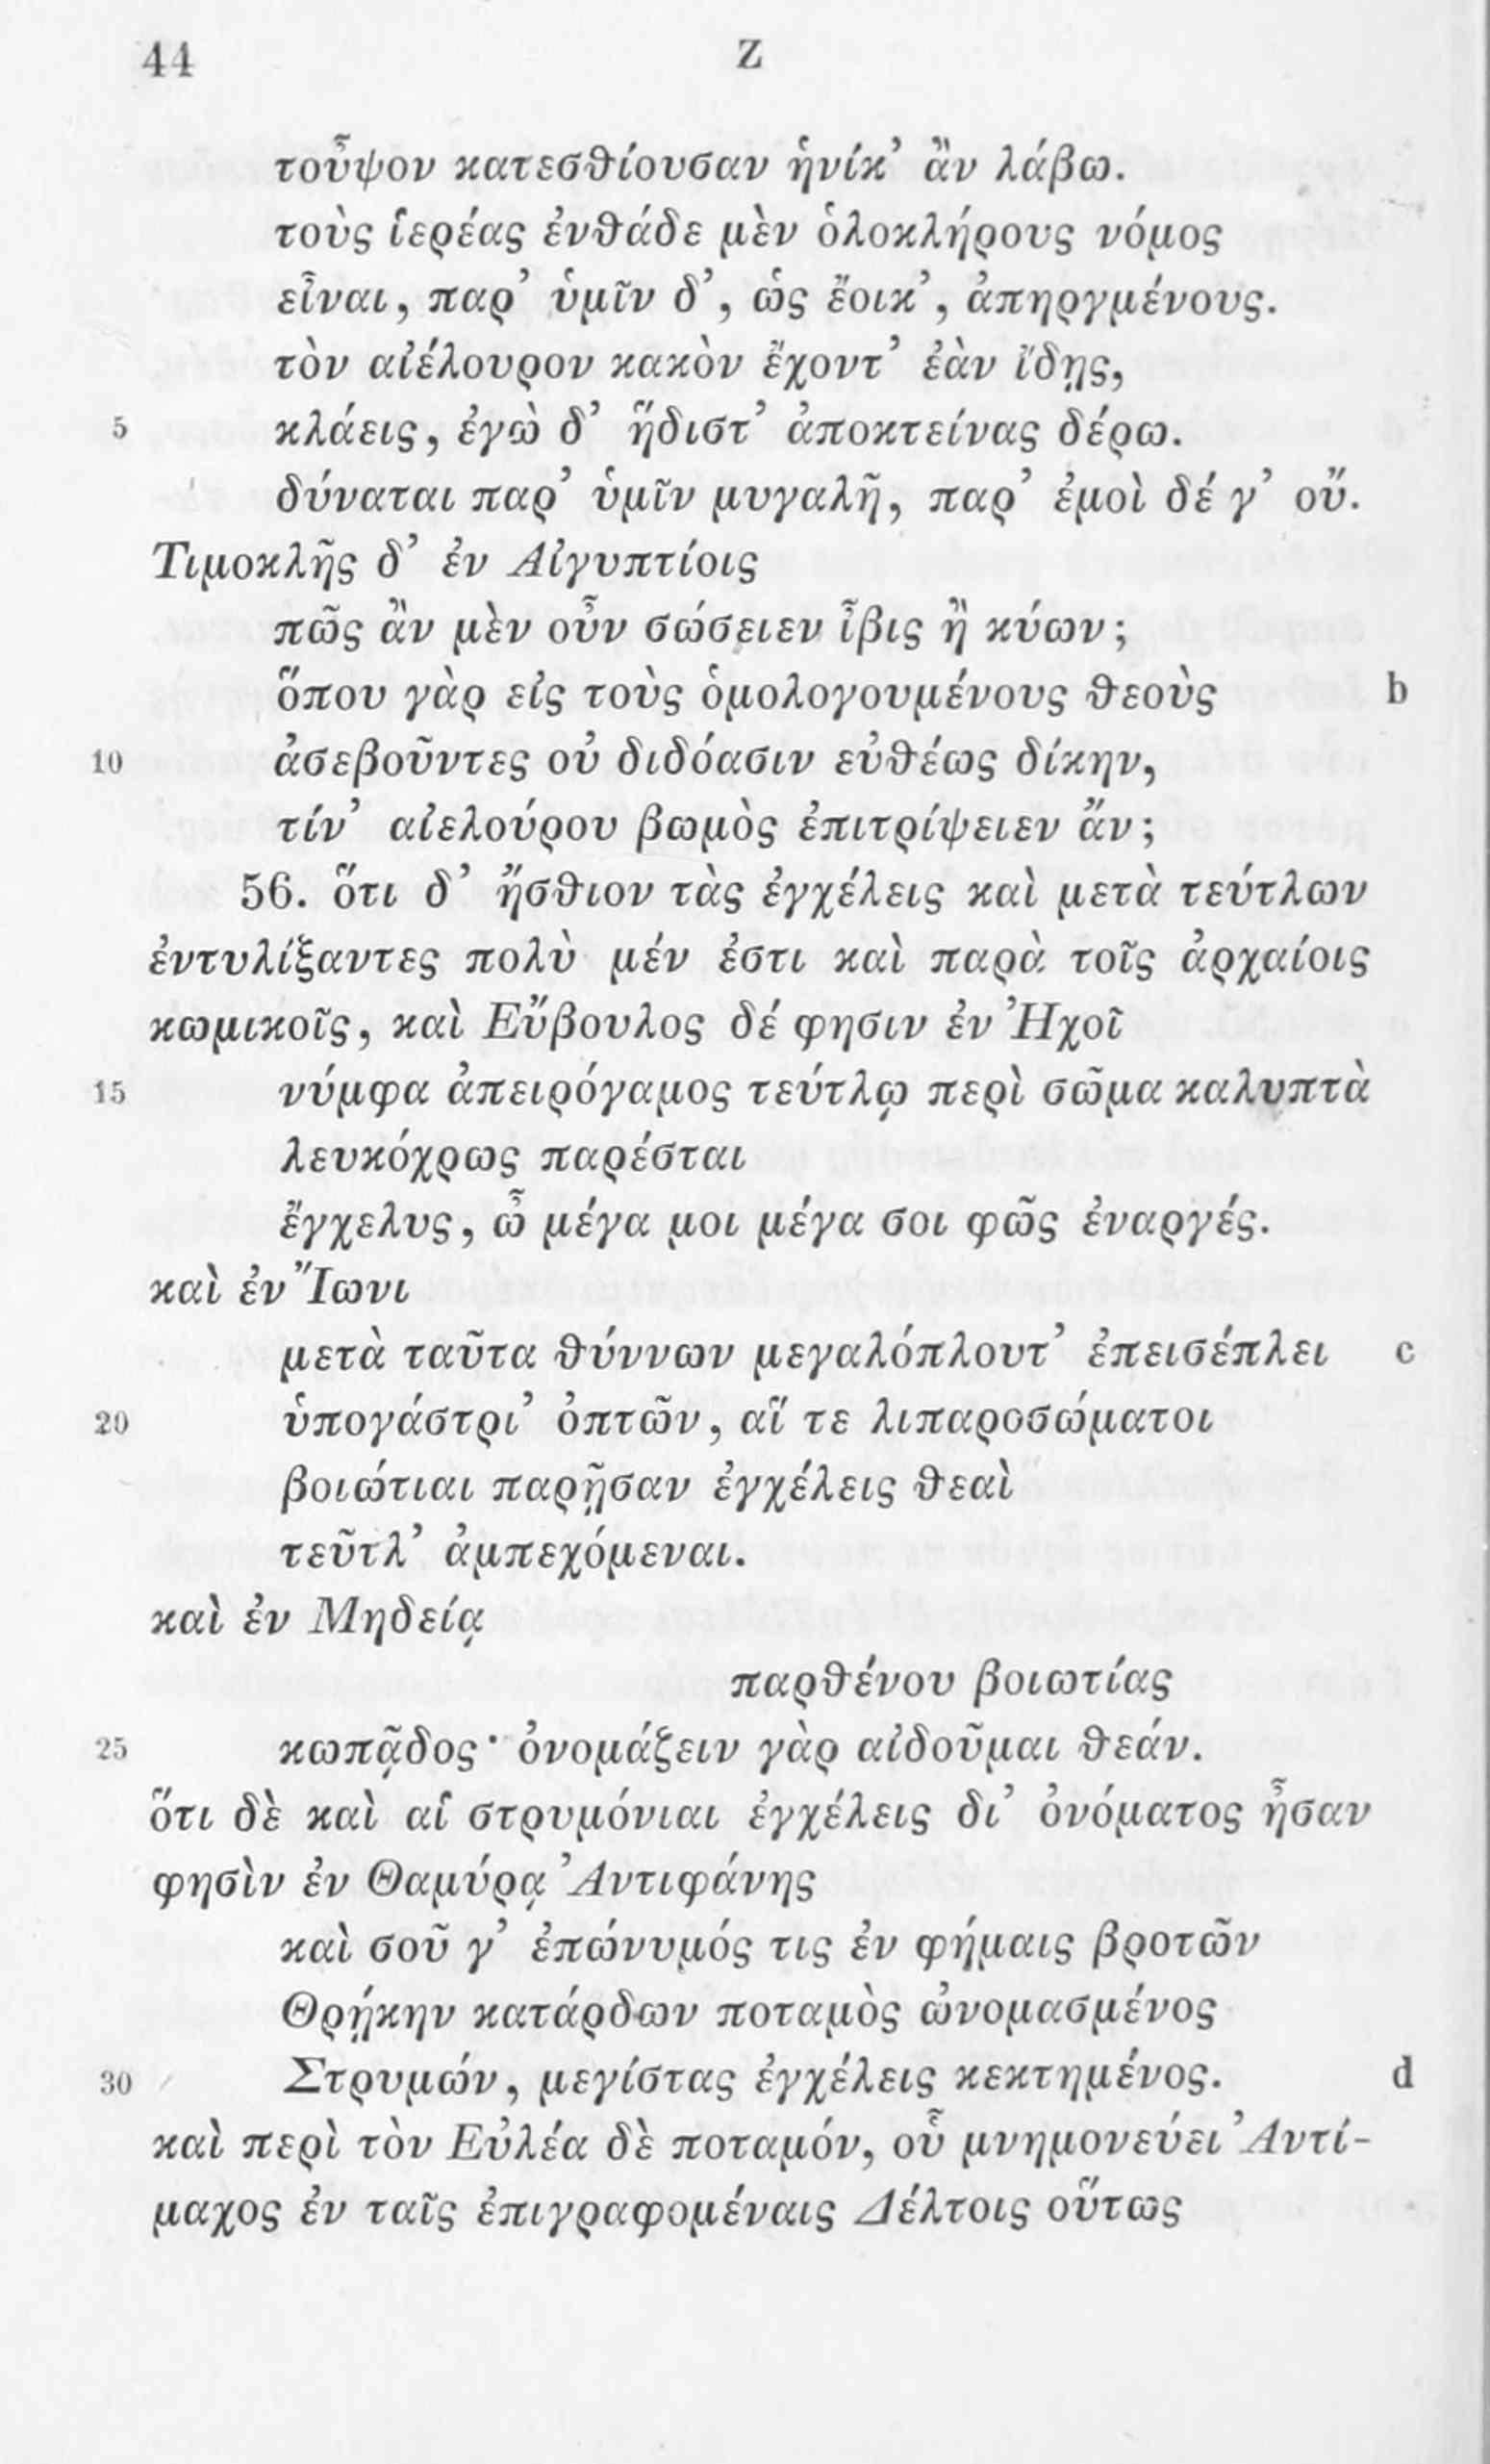 44 Z
τοὖψον κατεσθίουσαν ἡνίκ’ ἂν λάβω.
τοὺς ἱερέας ἐνθάδε μὲν ὁλοκλήρους νόμος
εἶναι, παρ’ ὑμῖν δ’, ὡς ἔοικ’, ἀπηργμένους.
τὸν αἰέλουρον κακὸν ἔχοντ’ ἐὰν ἴδῃς,
5 κλάεις, ἐγὼ δ’ ἥδιστ’ ἀποκτείνας δέρω.
δύναται παρ’ ὑμῖν μυγαλῆ, παρ’ ἐμοὶ δέ γ’ οὔ.
Τιμοκλῆς δ’ ἐν Αἰγυπτίοις
πῶς ἂν μὲν οὖν σώσειεν ἶβις ἢ κύων;
ὅπου γὰρ εἰς τοὺς ὁμολογουμένους θεοὺς b
10 ἀσεβοῦντες οὐ διδόασιν εὐθέως δίκην,
τίν’ αἰελούρου βωμὸς ἐπιτρίψειεν ἄν;
56. ὅτι δ’ ἤσθιον τὰς ἐγχέλεις καὶ μετὰ τεύτλων
ἐντυλίξαντες πολὺ μέν ἐστι καὶ παρὰ τοῖς ἀρχαίοις
κωμικοῖς, καὶ Εὔβουλος δέ φησιν ἐν Ἠχοῖ
15 νύμφα ἀπειρόγαμος τεύτλῳ περὶ σῶμα καλυπτὰ
λευκόχρως παρέσται
ἔγχελυς, ὦ μέγα μοι μέγα σοι φῶς ἐναργές.
καὶ ἐν Ἴωνι
μετὰ ταῦτα θύννων μεγαλόπλουτ’ ἐπεισέπλει c
20 ὑπογάστρι’ ὀπτῶν, αἵ τε λιπαροσώματοι
βοιώτιαι παρῇσαν ἐγχέλεις θεαὶ
τεῦτλ’ ἀμπεχόμεναι.
καὶ ἐν Μηδείᾳ
παρθένου βοιωτίας
25 κωπᾷδος· ὀνομάζειν γὰρ αἰδοῦμαι θεάν.
ὅτι δὲ καὶ αἱ στρυμόνιαι ἐγχέλεις δι’ ὀνόματος ἦσαν
φησὶν ἐν Θαμύρᾳ Ἀντιφάνης
καὶ σοῦ γ’ ἐπώνυμός τις ἐν φήμαις βροτῶν
Θρῄκην κατάρδων ποταμὸς ὠνομασμένος
30 Στρυμών, μεγίστας ἐγχέλεις κεκτημένος. d
καὶ περὶ τὸν Εὐλέα δὲ ποταμόν, οὗ μνημονεύει Ἀντί-
μαχος ἐν ταῖς ἐπιγραφομέναις Δέλτοις οὕτως